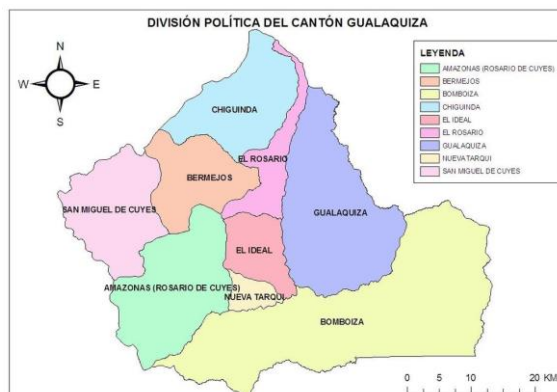 DIVISIÓN POLÍTICA DEL CANTÓN GUALAQUIZA
N
W
E
S
LEYENDA
AMAZONAS (ROSARIO DE CUYES)
BERMEJOS
BOMBOIZA
CHIGUINDA
EL IDEAL
EL ROSARIO
GUALAQUIZA
NUEVA TARQUI
SAN MIGUEL DE CUYES
CHIGUINDA
EL ROSARIO
BERMEJOS
SAN MIGUEL DE CUYES
GUALAQUIZA
EL IDEAL
AMAZONAS (ROSARIO DE CUYES)
NUEVA TARQUI
BOMBOIZA
0 5 10 20 KM